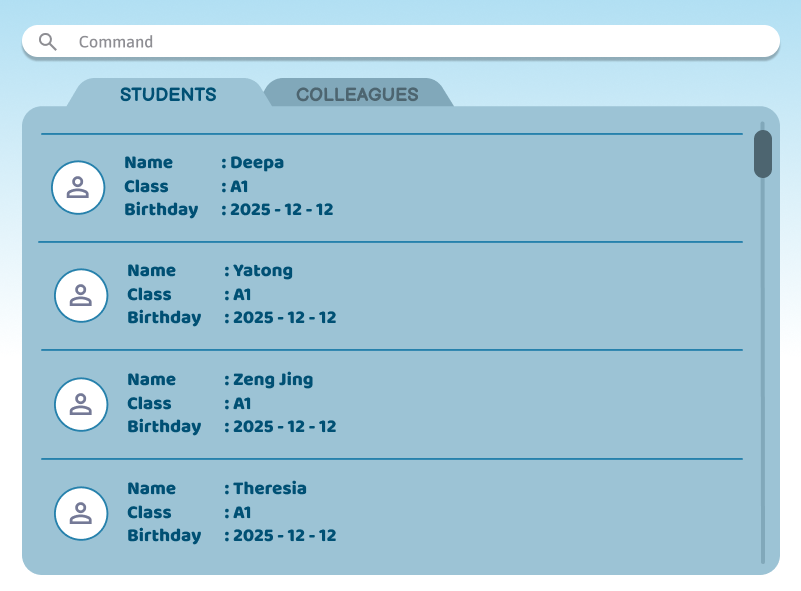 Command
STUDENTS COLLEAGUES
Name : Deepa
Class : A1
Birthday : 2025 - 12 - 12
Name : Yatong
Class : A1
Birthday : 2025 - 12 - 12
Name : Zeng Jing
Class : A1
Birthday : 2025 - 12 - 12
Name : Theresia
Class : A1
Birthday : 2025 - 12 - 12